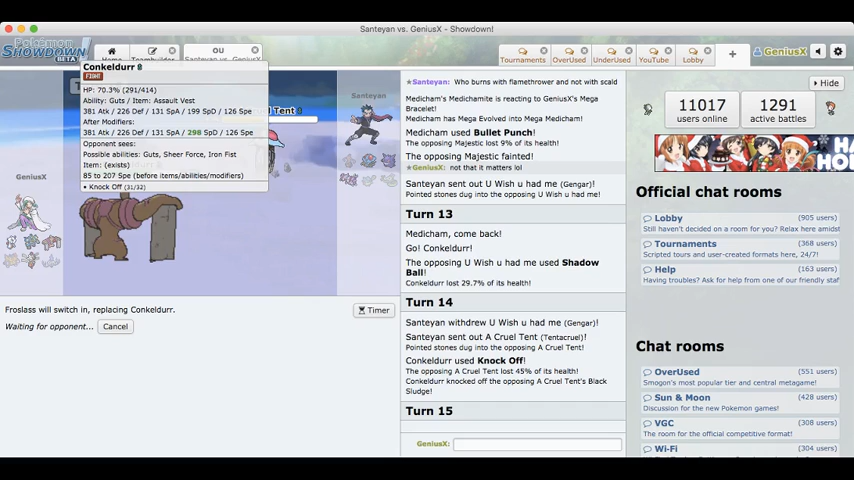 Santeyan vs. GeniusX - Showdown!
Pokémon
SHOWDOWN
BETA
Home
Teambuilder
OU
Santeyan vs. GeniusX
Tournaments
OverUsed
UnderUsed
YouTube
Lobby
GeniusX
Conkeldurr
FIGHT
HP: 70.3% (291/414)
Ability: Guts / Item: Assault Vest
381 Atk / 226 Def / 131 SpA / 199 SpD / 126 Spe
After Modifiers:
381 Atk / 226 Def / 131 SpA / 298 SpD / 126 Spe
Opponent sees:
Possible abilities: Guts, Sheer Force, Iron Fist
Item: (exists)
85 to 207 Spe (before items/abilities/modifiers)
• Knock Off (31/32)
Tent
GeniusX
Santeyan
Froslass will switch in, replacing Conkeldurr.
Waiting for opponent...
Cancel
Timer
★Santeyan: Who burns with flamethrower and not with scald
Medicham's Medichamite is reacting to GeniusX's Mega
Bracelet!
Medicham has Mega Evolved into Mega Medicham!
Medicham used Bullet Punch!
The opposing Majestic lost 9% of its health!
The opposing Majestic fainted!
★GeniusX: not that it matters lol
Santeyan sent out U Wish u had me (Gengar)!
Pointed stones dug into the opposing U Wish u had me!
Turn 13
Medicham, come back!
Go! Conkeldurr!
The opposing U Wish u had me used Shadow
Ball!
Conkeldurr lost 29.7% of its health!
Turn 14
Santeyan withdrew U Wish u had me (Gengar)!
Santeyan sent out A Cruel Tent (Tentacruel)!
Pointed stones dug into the opposing A Cruel Tent!
Conkeldurr used Knock Off!
The opposing A Cruel Tent lost 45% of its health!
Conkeldurr knocked off the opposing A Cruel Tent's Black
Sludge!
Turn 15
GeniusX:
Hide
11017
users online
1291
active battles
Official chat rooms
Lobby
(905 users)
Still haven't decided on a room for you? Relax here amidst
Tournaments
(368 users)
Scripted tours and user-created formats here, 24/7!
Help
(163 users)
Having troubles? Ask for help from one of our friendly staf
Chat rooms
OverUsed
(551 users)
Smogon's most popular tier and central metagame!
Sun & Moon
(428 users)
Discussion for the new Pokemon games!
VGC
(308 users)
The room for the official competitive format!
Wi-Fi
(304 users)